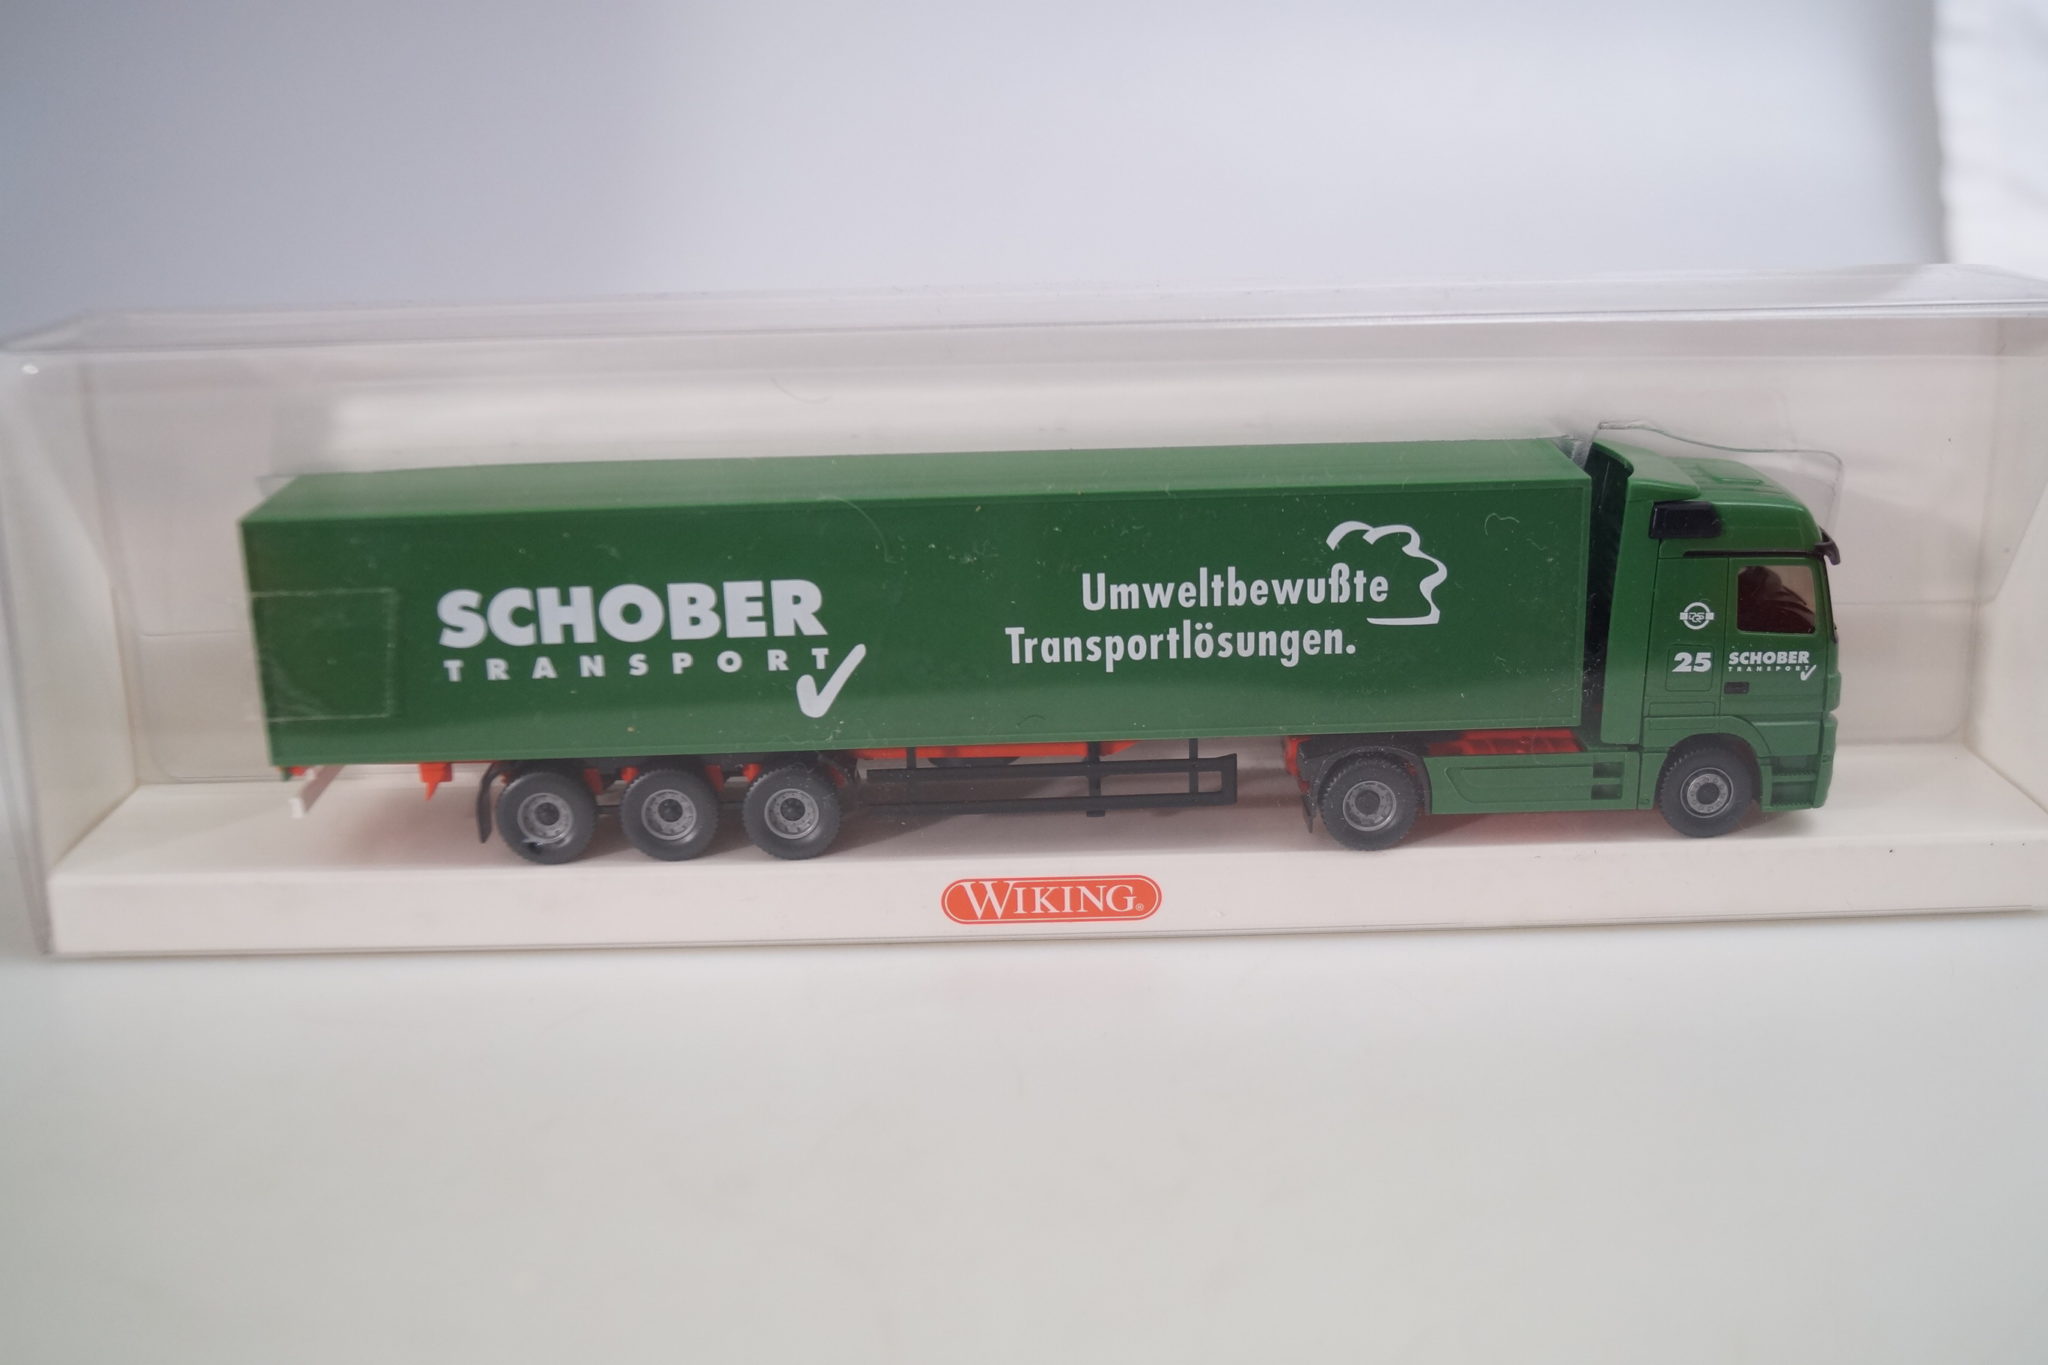 SCHOBER
TRANSPORT
Umweltbewußte
Transportlösungen.
25
SCHOBER
TRANSPORT
WIKING®